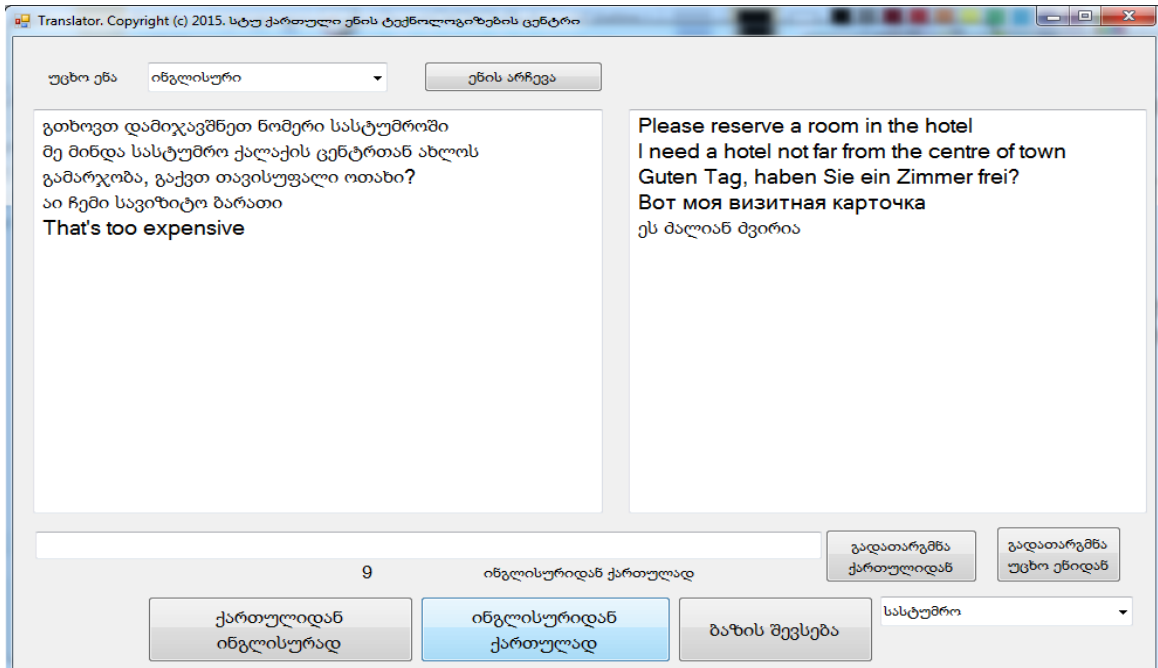 Translator. Copyright (c) 2015. სტუ ქართული ენის ტექნოლოგიზების ცენტრი
უცხო ენა
ინგლისური
ენის არჩევა
გთხოვთ დამიჯავშნეთ ნომერი სასტუმროში
მე მინდა სასტუმრო ქალაქის ცენტრთან ახლოს
გამარჯობა, გაქვთ თავისუფალი ოთახი?
აი ჩემი სავიზიტო ბარათი
That's too expensive
Please reserve a room in the hotel
I need a hotel not far from the centre of town
Guten Tag, haben Sie ein Zimmer frei?
Вот моя визитная карточка
ეს ძალიან ძვირია
გადათარგმნა
ქართულიდან
გადათარგმნა
უცხო ენიდან
9
ინგლისურიდან ქართულად
ქართულიდან
ინგლისურად
ინგლისურიდან
ქართულად
ბაზის შევსება
სასტუმრო